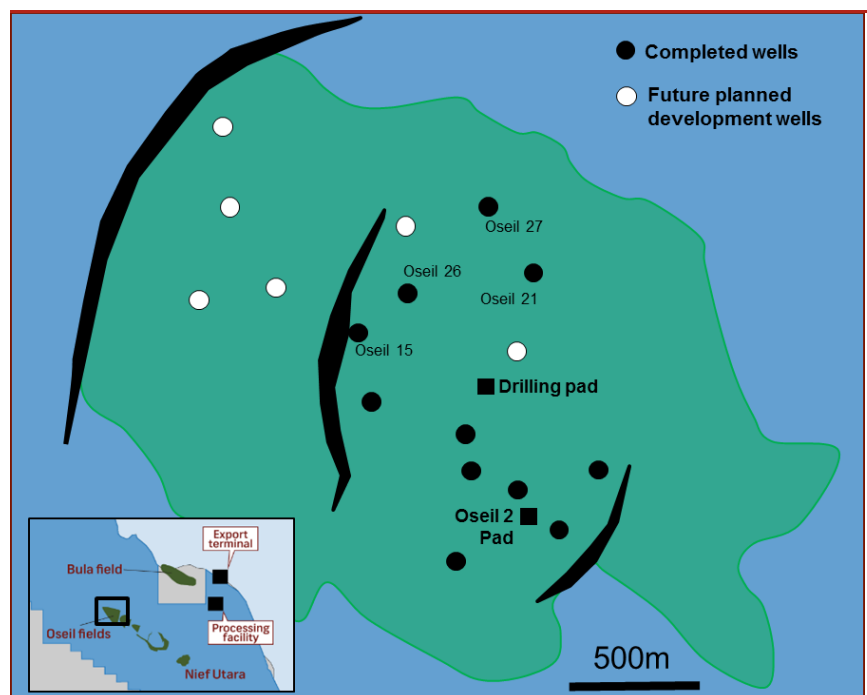 Completed wells
Future planned
development wells
Oseil 27
Oseil 26
Oseil 21
Oseil 15
Drilling pad
Oseil 2
Pad
Export
terminal
Bula field
Oseil fields
Processing
facility
Nief Utara
500m